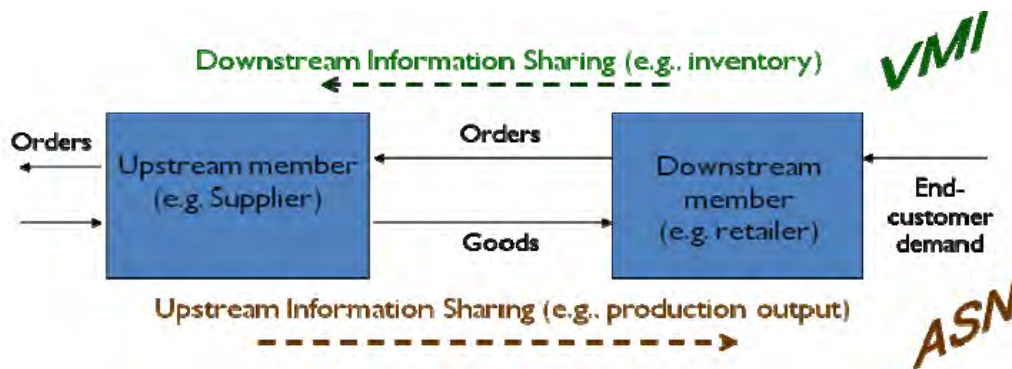 Downstream Information Sharing (e.g., inventory)
VMI
Orders
Upstream member
(e.g. Supplier)
Orders
Goods
Downstream
member
(e.g. retailer)
End-
customer
demand
Upstream Information Sharing (e.g., production output)
ASN